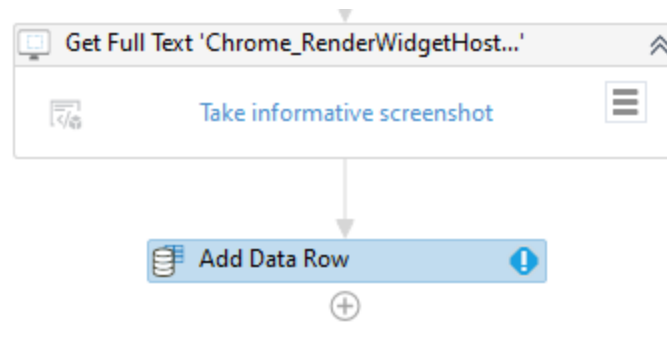 Get Full Text 'Chrome_RenderWidgetHost...'
Take informative screenshot
Add Data Row